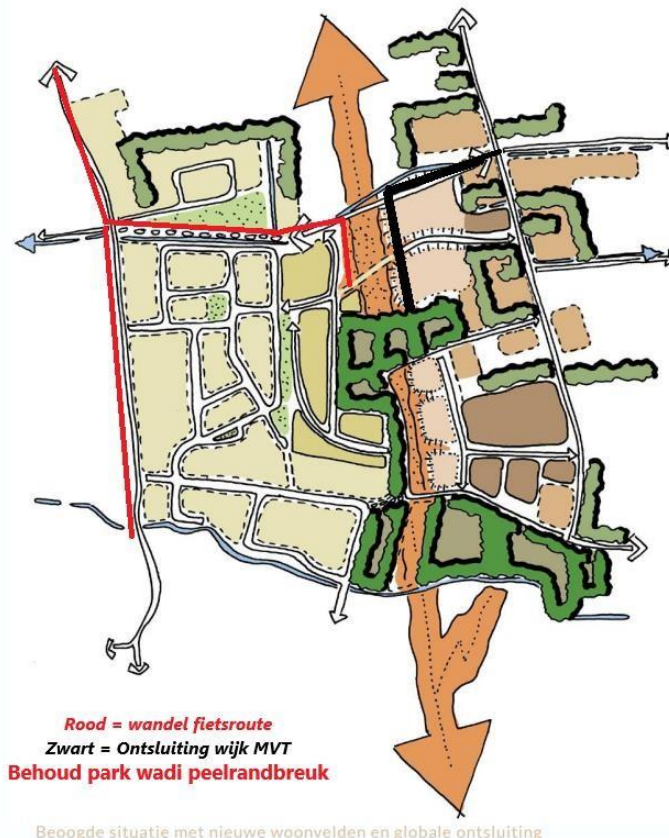 Rood = wandel fietsroute
Zwart = Ontsluiting wijk MVT
Behoud park wadi peelrandbreuk
Beoogde situatie met nieuwe woonvelden en globale ontsluiting